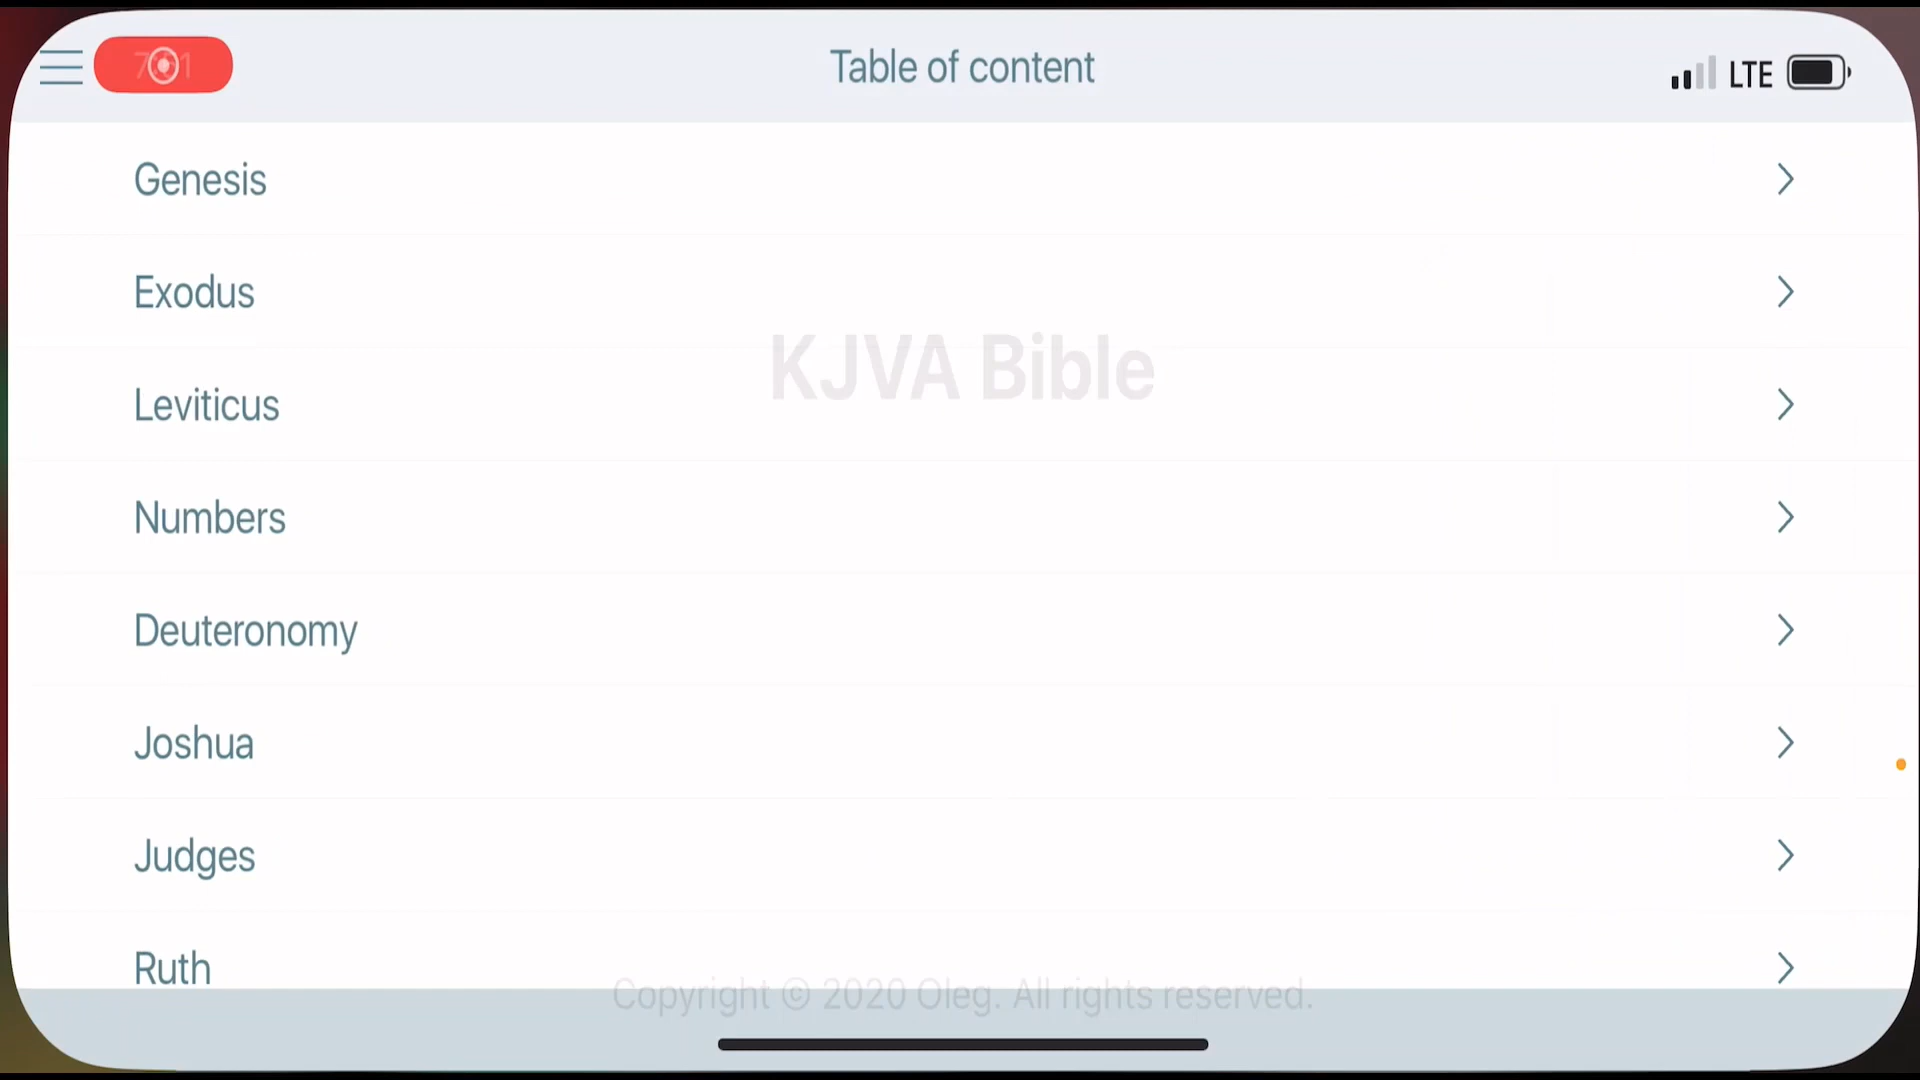 Table of content
LTE
Genesis
Exodus
KJVA Bible
Leviticus
Numbers
Deuteronomy
Joshua
Judges
Ruth
Copyright © 2020 Oleg. All rights reserved.